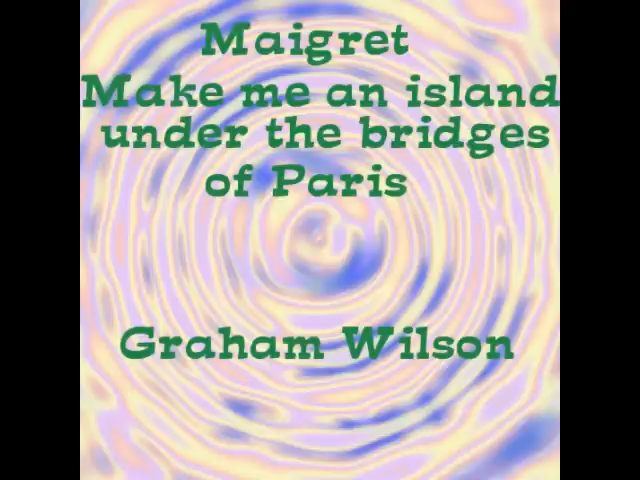 Maigret
Make me an island
under the bridges
of Paris
Graham Wilson